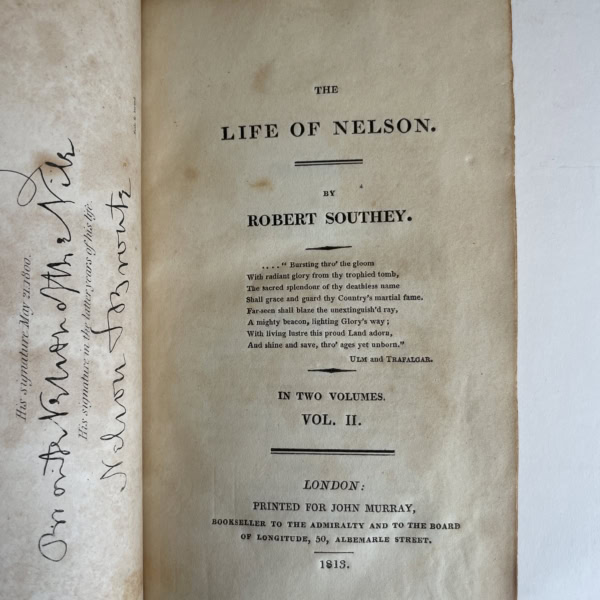 His signature May 21.1800.
Bronte Nelson of the Nile
His signature in the latter years of his life.
Nelson & Bronte
THE
LIFE OF NELSON.
BY
ROBERT SOUTHEY.
...." Bursting thro' the gloom
With radiant glory from thy trophied tomb,
The sacred splendour of thy deathless name
Shall grace and guard thy Country's martial fame.
Far-seen shall blaze the unextinguish'd ray,
A mighty beacon, lighting Glory's way;
With living lustre this proud Land adorn,
And shine and save, thro' ages yet unborn."
ULM and TRAFALGAR.
IN TWO VOLUMES.
VOL. II.
LONDON:
PRINTED FOR JOHN MURRAY,
BOOKSELLER TO THE ADMIRALTY AND TO THE BOARD
OF LONGITUDE, 50, ALBEMARLE STREET.
1813.